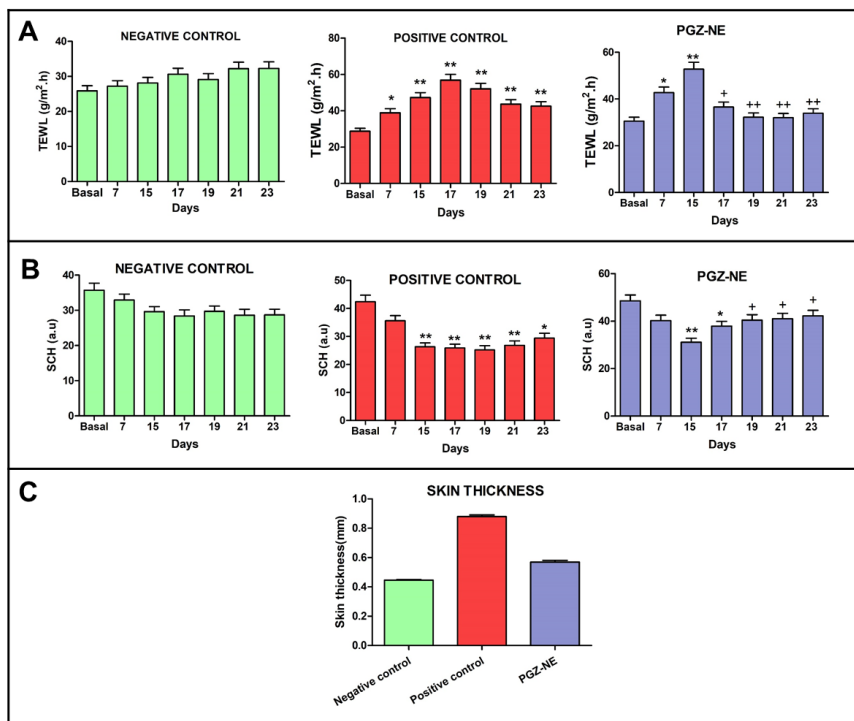 A
NEGATIVE CONTROL
TEWL (g/m².h)
40
30
20
10
0
Basal 7 15 17 19 21 23
Days
POSITIVE CONTROL
TEWL (g/m².h)
80
60
40
20
0
* ** ** ** ** **
Basal 7 15 17 19 21 23
Days
PGZ-NE
TEWL (g/m².h)
60
40
20
0
* ** + ++ ++ ++
Basal 7 15 17 19 21 23
Days
B
NEGATIVE CONTROL
SCH (a.u)
40
30
20
10
0
Basal 7 15 17 19 21 23
Days
POSITIVE CONTROL
SCH (a.u)
50
40
30
20
10
0
** ** ** ** *
Basal 7 15 17 19 21 23
Days
PGZ-NE
SCH (a.u)
60
40
20
0
** * + + +
Basal 7 15 17 19 21 23
Days
C
SKIN THICKNESS
Skin thickness(mm)
1.0
0.8
0.6
0.4
0.2
0.0
Negative control
Positive control
PGZ-NE